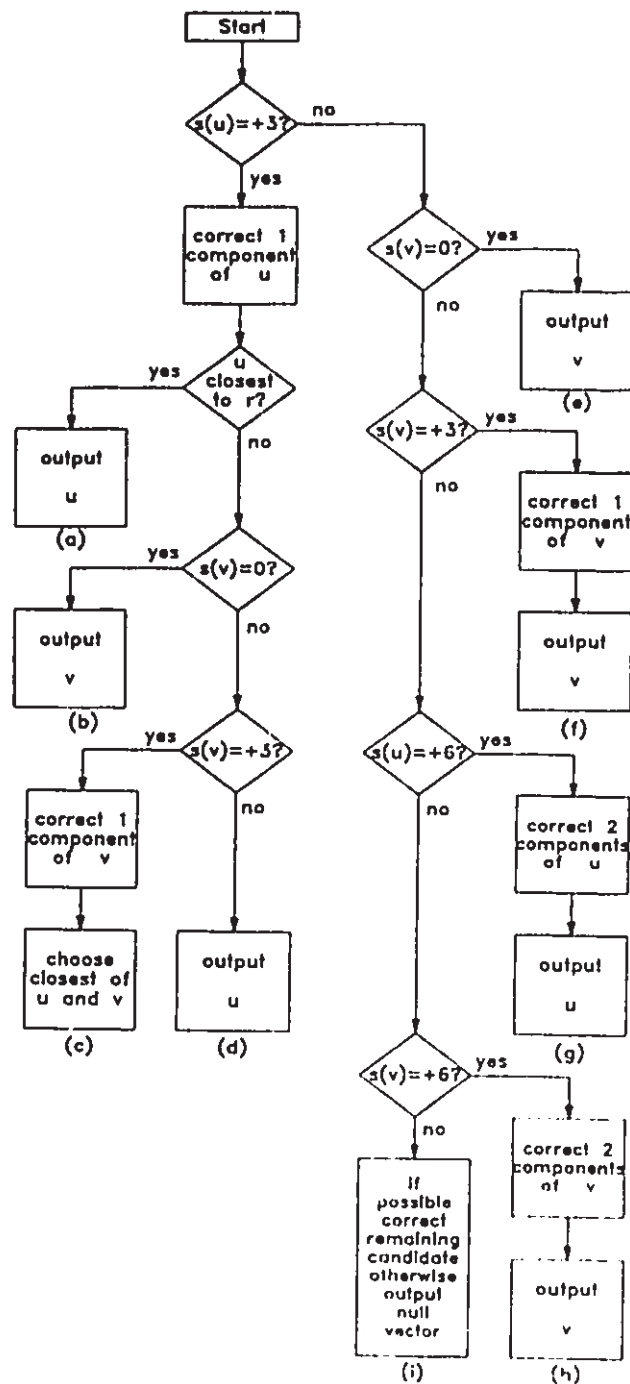 Start
s(u)=+3?
no
yes
correct 1
component
of u
s(v)=0?
yes
no
output
v
(e)
u
closest
to r?
yes
no
output
u
(a)
s(v)=+3?
yes
no
correct 1
component
of v
output
v
(f)
s(v)=0?
yes
no
output
v
(b)
s(v)=+3?
yes
no
correct 1
component
of v
choose
closest of
u and v
(c)
output
u
(d)
s(u)=+6?
yes
no
correct 2
components
of u
output
u
(g)
s(v)=+6?
yes
no
correct 2
components
of v
output
v
(h)
if
possible
correct
remaining
candidate
otherwise
output
null
vector
(i)